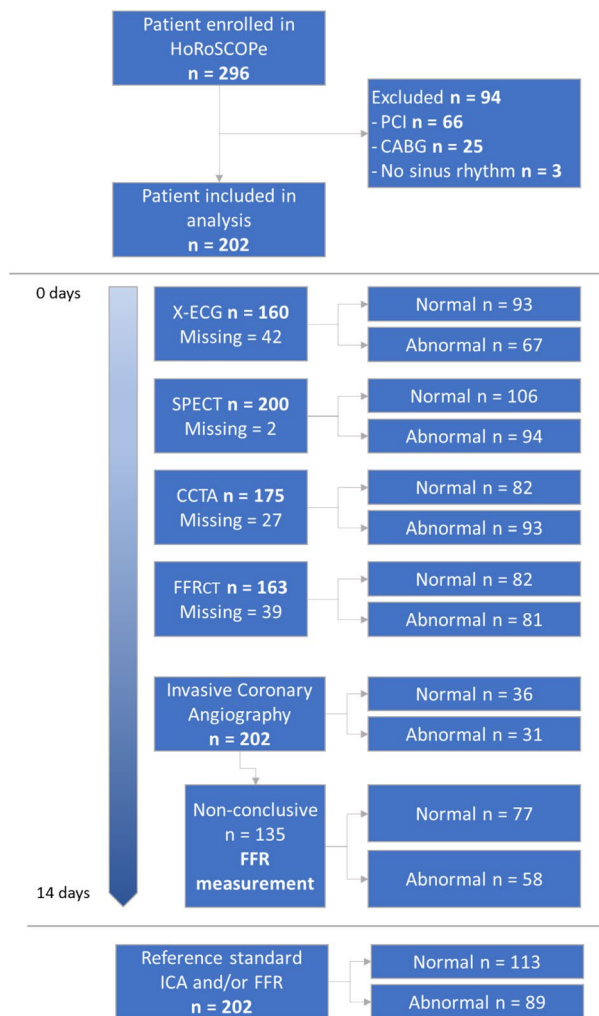 Patient enrolled in
HoRoSCOPe
n = 296
Excluded n = 94
- PCI n = 66
- CABG n = 25
- No sinus rhythm n = 3
Patient included in
analysis
n = 202
0 days
X-ECG n = 160
Missing = 42
Normal n = 93
Abnormal n = 67
SPECT n = 200
Missing = 2
Normal n = 106
Abnormal n = 94
CCTA n = 175
Missing = 27
Normal n = 82
Abnormal n = 93
FFRCT n = 163
Missing = 39
Normal n = 82
Abnormal n = 81
Invasive Coronary
Angiography
n = 202
Normal n = 36
Abnormal n = 31
Non-conclusive
n = 135
FFR
measurement
Normal n = 77
Abnormal n = 58
14 days
Reference standard
ICA and/or FFR
n = 202
Normal n = 113
Abnormal n = 89